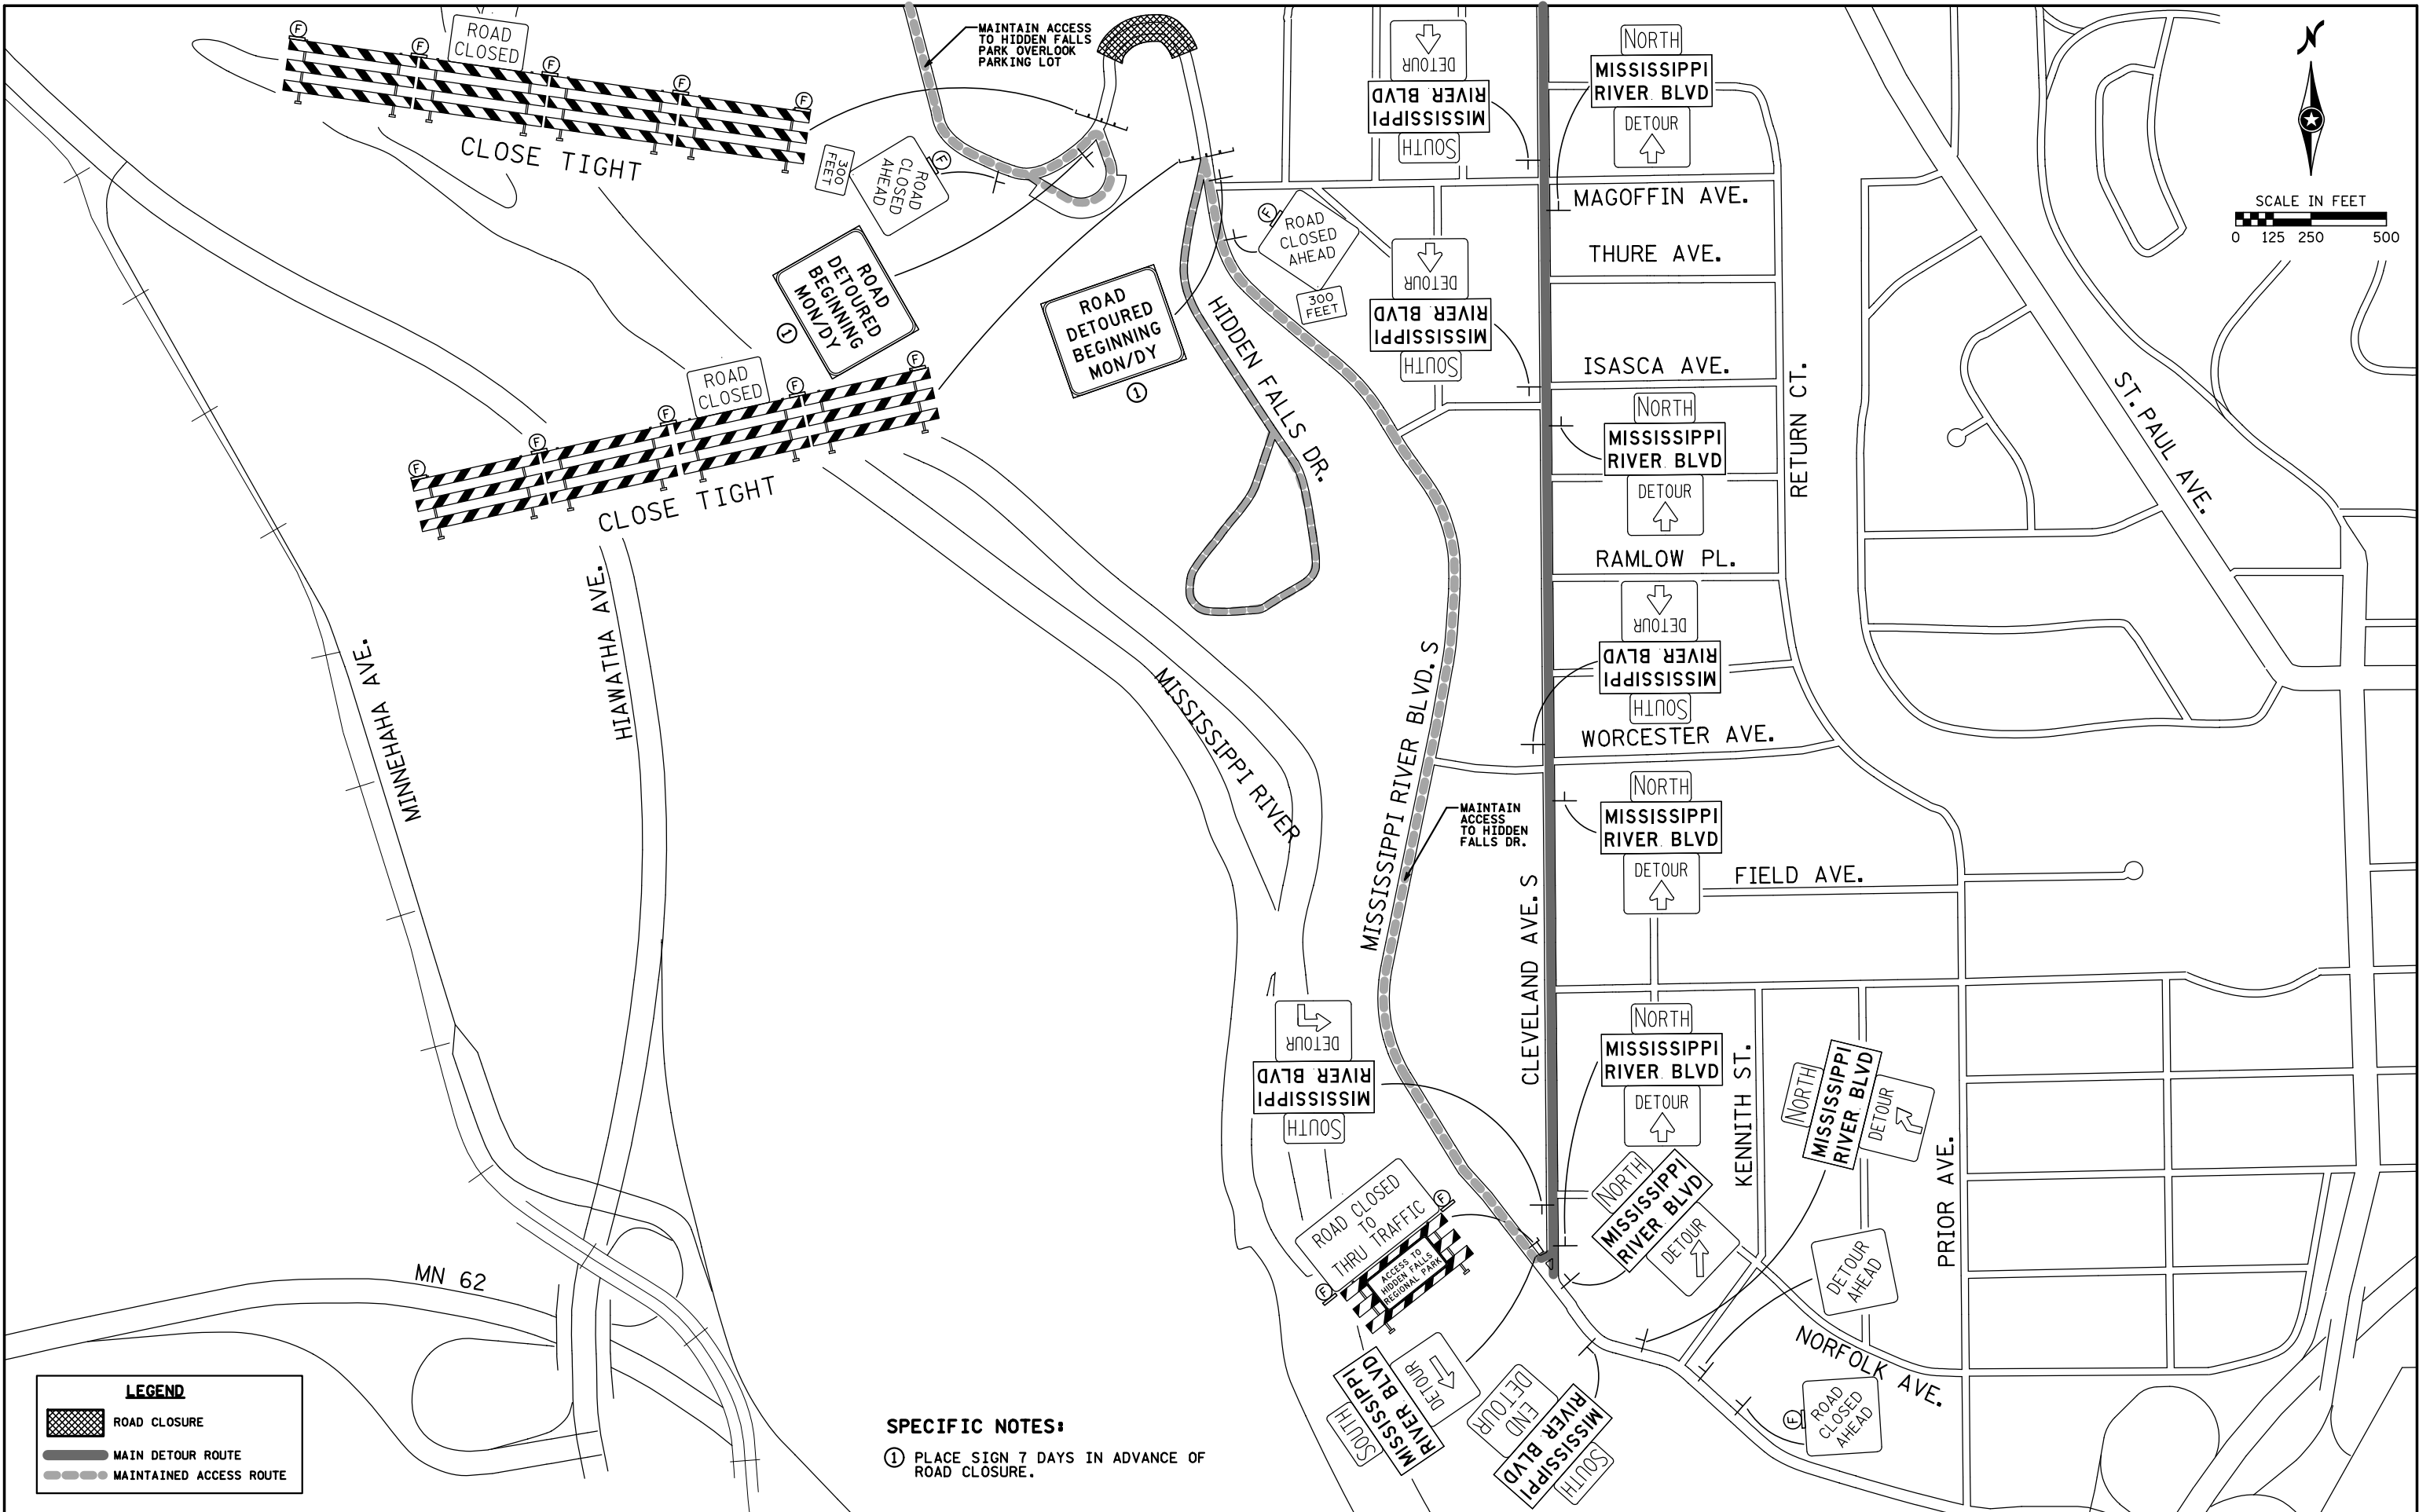 ROAD
CLOSED
F
F
F
F
F
CLOSE TIGHT
MAINTAIN ACCESS
TO HIDDEN FALLS
PARK OVERLOOK
PARKING LOT
300
FEET
ROAD
CLOSED
AHEAD
F
ROAD
DETOURED
BEGINNING
MON/DY
1
ROAD
DETOURED
BEGINNING
MON/DY
1
F
ROAD
CLOSED
AHEAD
300
FEET
ROAD
CLOSED
F
F
F
F
F
CLOSE TIGHT
HIDDEN FALLS DR.
SOUTH
MISSISSIPPI
RIVER BLVD
DETOUR
NORTH
MISSISSIPPI
RIVER BLVD
DETOUR
N
SCALE IN FEET
0 125 250 500
MAGOFFIN AVE.
THURE AVE.
SOUTH
MISSISSIPPI
RIVER BLVD
DETOUR
ISASCA AVE.
NORTH
MISSISSIPPI
RIVER BLVD
DETOUR
RETURN CT.
ST. PAUL AVE.
RAMLOW PL.
SOUTH
MISSISSIPPI
RIVER BLVD
DETOUR
WORCESTER AVE.
MINNEHAHA AVE.
HIAWATHA AVE.
MISSISSIPPI RIVER
MISSISSIPPI RIVER BLVD. S
MAINTAIN
ACCESS
TO HIDDEN
FALLS DR.
NORTH
MISSISSIPPI
RIVER BLVD
DETOUR
FIELD AVE.
CLEVELAND AVE. S
SOUTH
MISSISSIPPI
RIVER BLVD
DETOUR
NORTH
MISSISSIPPI
RIVER BLVD
DETOUR
KENNITH ST.
NORTH
MISSISSIPPI
RIVER BLVD
DETOUR
PRIOR AVE.
ROAD CLOSED
TO
THRU TRAFFIC
F
F
ACCESS TO
HIDDEN FALLS
REGIONAL PARK
NORTH
MISSISSIPPI
RIVER BLVD
DETOUR
DETOUR
AHEAD
NORFOLK AVE.
SOUTH
MISSISSIPPI
RIVER BLVD
DETOUR
END
DETOUR
SOUTH
MISSISSIPPI
RIVER BLVD
F
ROAD
CLOSED
AHEAD
MN 62
LEGEND
ROAD CLOSURE
MAIN DETOUR ROUTE
MAINTAINED ACCESS ROUTE
SPECIFIC NOTES:
1 PLACE SIGN 7 DAYS IN ADVANCE OF
ROAD CLOSURE.